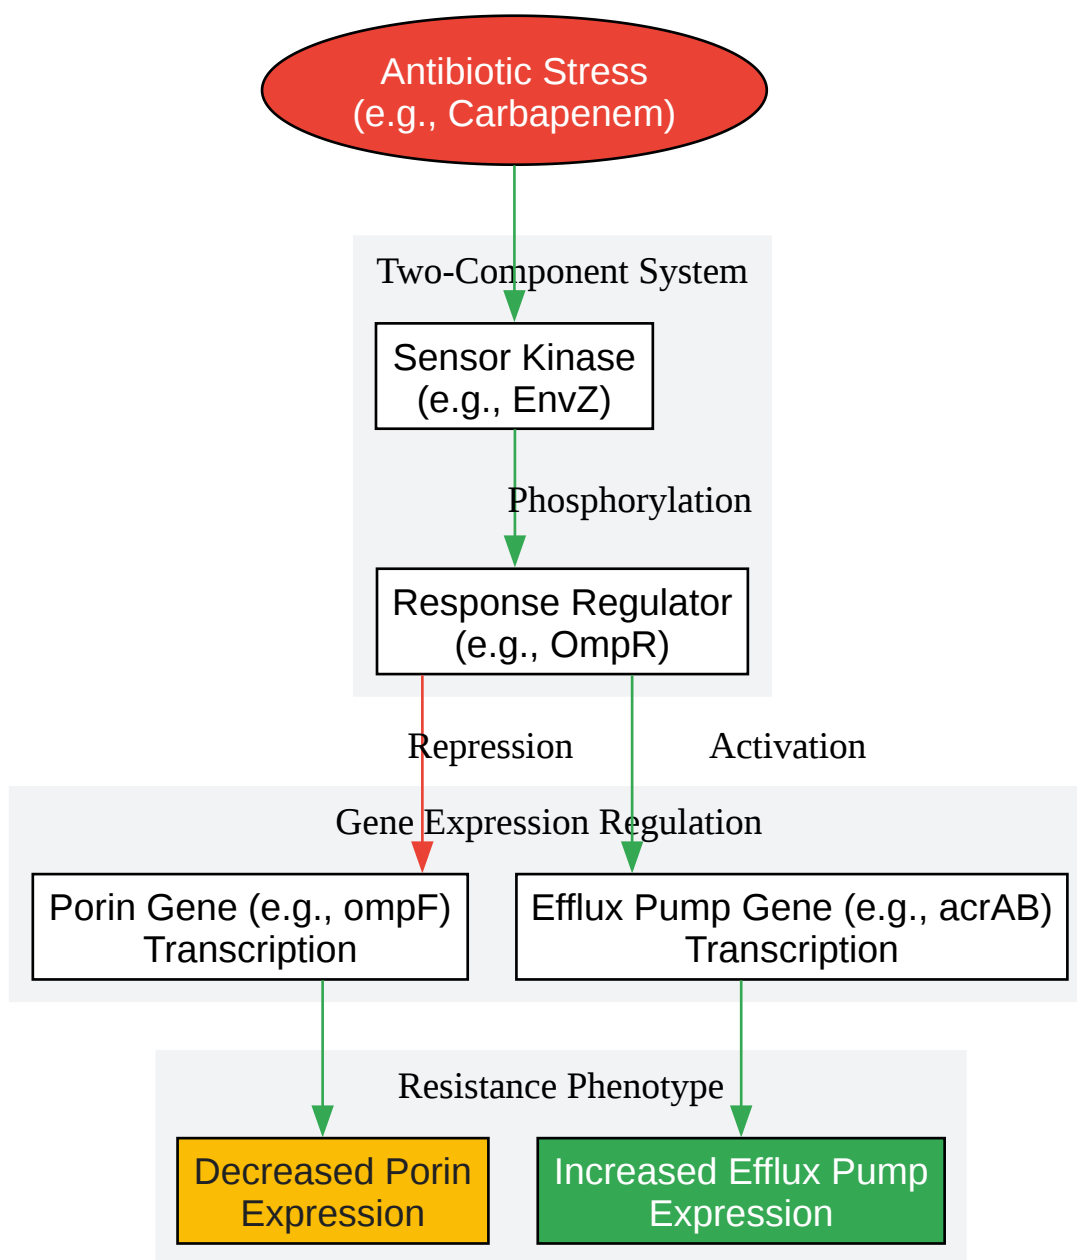 Antibiotic Stress
(e.g., Carbapenem)
Two-Component System
Sensor Kinase
(e.g., EnvZ)
Phosphorylation
Response Regulator
(e.g., OmpR)
Repression
Activation
Gene Expression Regulation
Porin Gene (e.g., ompF)
Transcription
Efflux Pump Gene (e.g., acrAB)
Transcription
Resistance Phenotype
Decreased Porin
Expression
Increased Efflux Pump
Expression